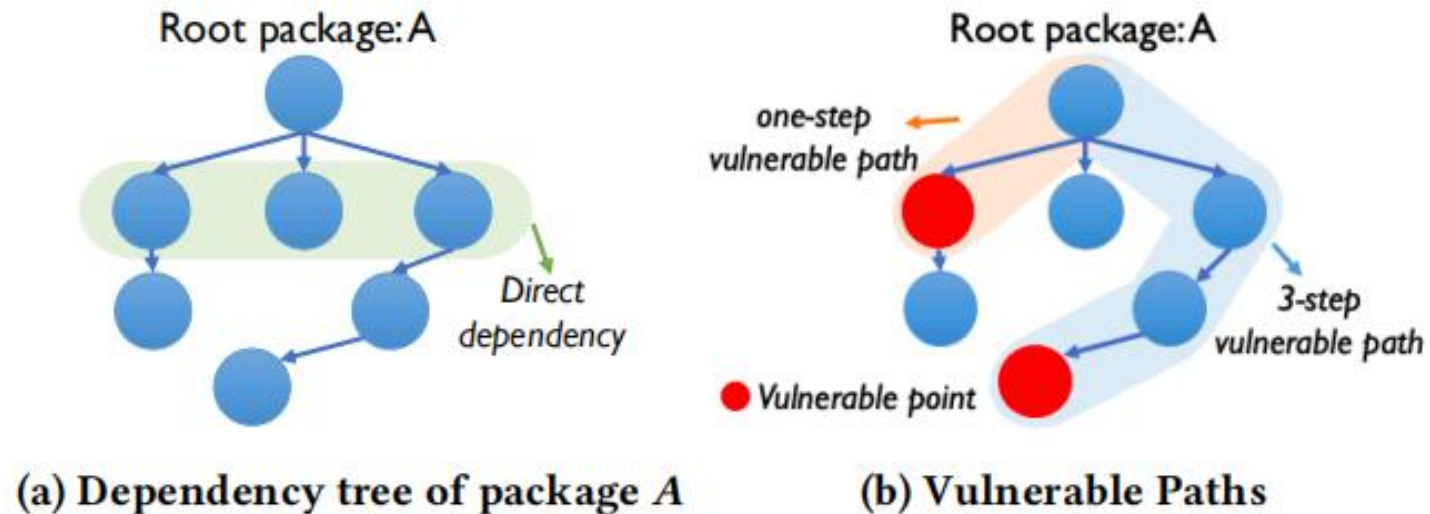 Root package: A
Direct
dependency
(a) Dependency tree of package A
Root package: A
one-step
vulnerable path
3-step
vulnerable path
Vulnerable point
(b) Vulnerable Paths